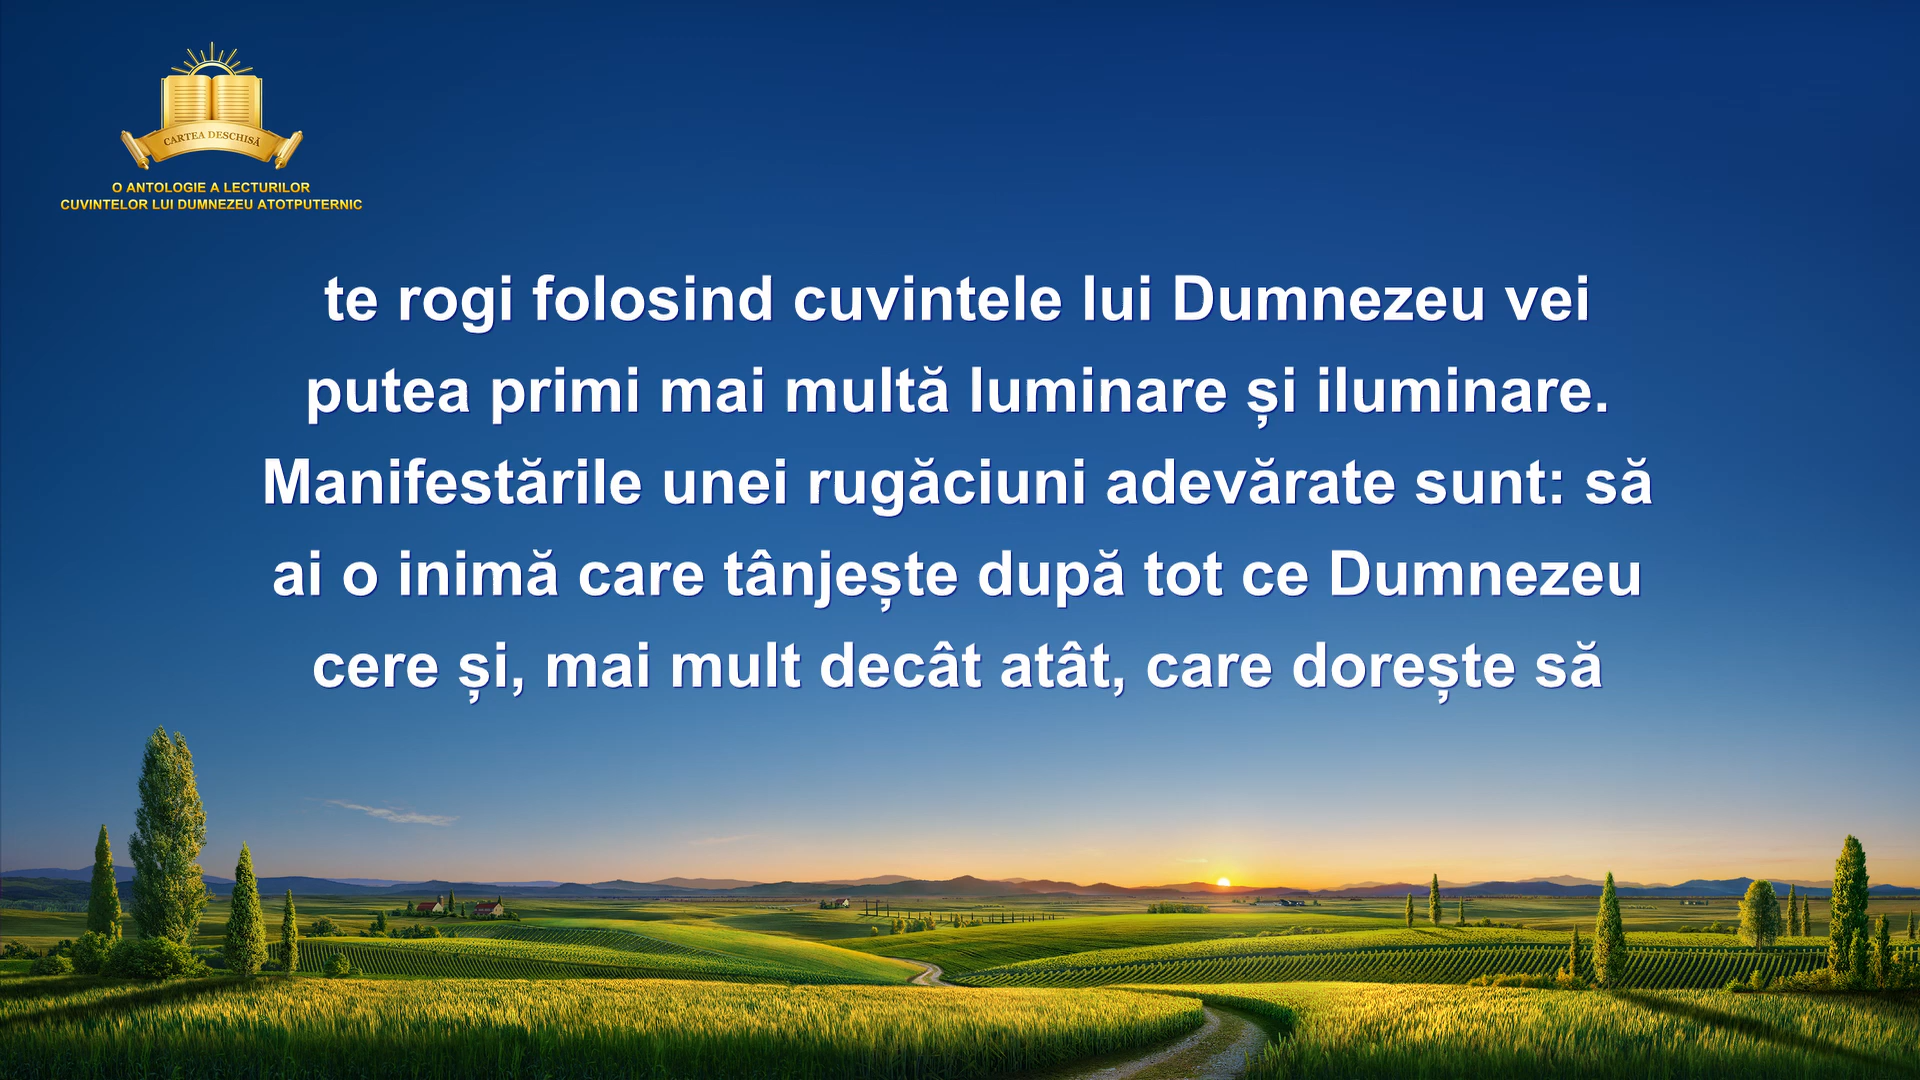 CARTEA DESCHISĂ
O ANTOLOGIE A LECTURILOR
CUVINTELOR LUI DUMNEZEU ATOTPUTERNIC
te rogi folosind cuvintele lui Dumnezeu vei
putea primi mai multă luminare și iluminare.
Manifestările unei rugăciuni adevărate sunt: să
ai o inimă care tânjește după tot ce Dumnezeu
cere și, mai mult decât atât, care dorește să